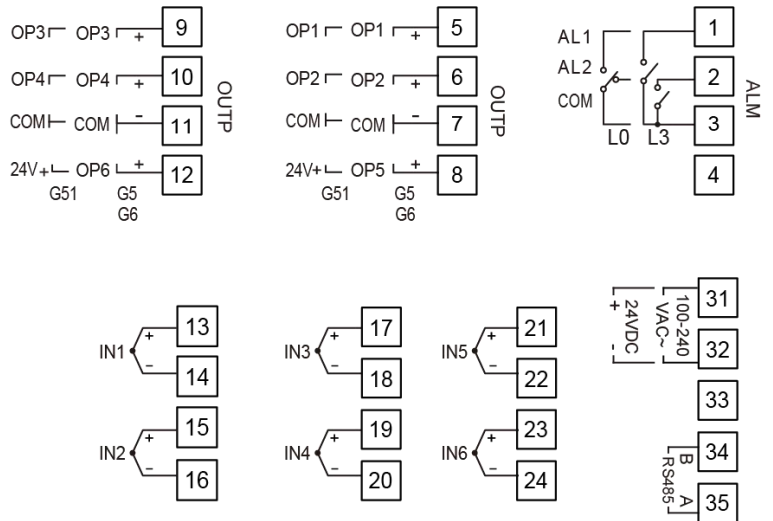 OP3 OP3 + 9
OP4 OP4 + 10
COM COM - 11
24V+ OP6 + 12
G51 G5
G6
OUTP
OP1 OP1 + 5
OP2 OP2 + 6
COM COM - 7
24V+ OP5 + 8
G51 G5
G6
OUTP
AL1 1
AL2 2
COM 3
L0 L3
4
ALM
IN1 + 13
- 14
IN2 + 15
- 16
IN3 + 17
- 18
IN4 + 19
- 20
IN5 + 21
- 22
IN6 + 23
- 24
+ 24VDC -
100-240
VAC~
31
32
33
34
35
B A
RS485